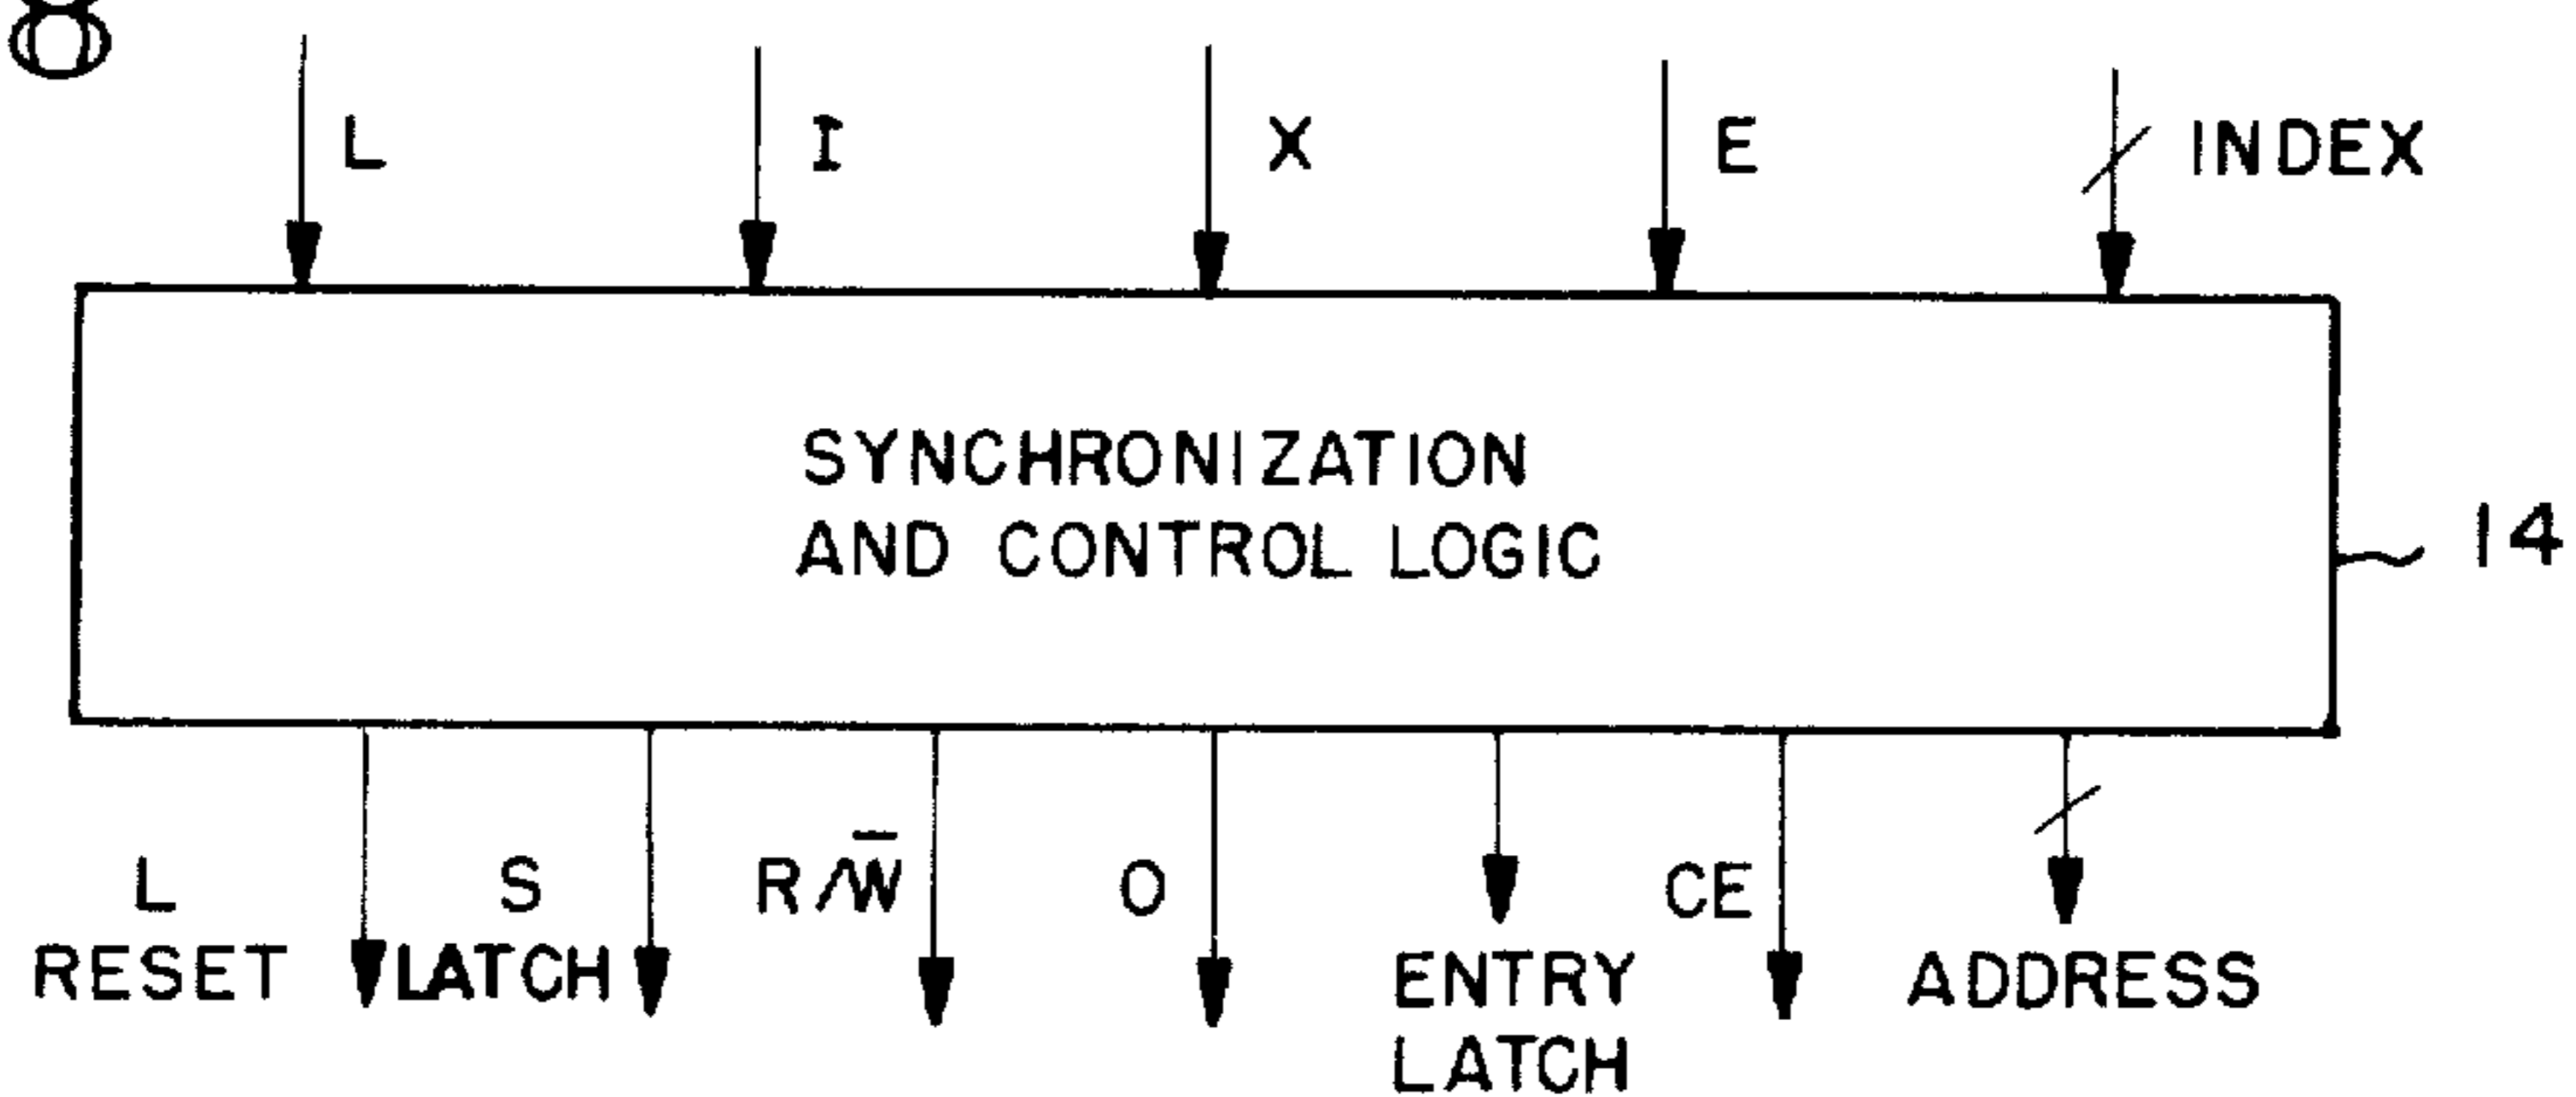 8
L I X E INDEX
SYNCHRONIZATION
AND CONTROL LOGIC
14
L S R/W̅ O CE
RESET LATCH ENTRY ADDRESS
LATCH